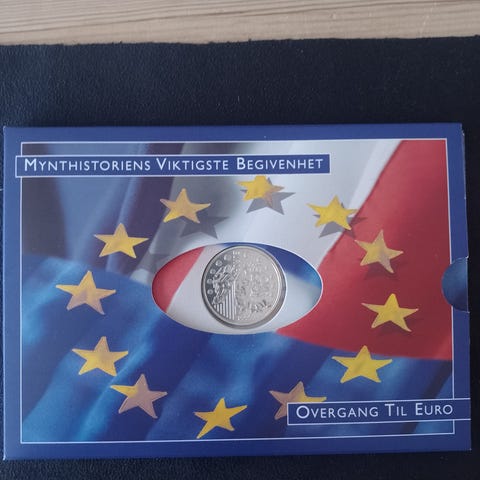 MYNTHISTORIENS VIKTIGSTE BEGIVENHET
OVERGANG TIL EURO